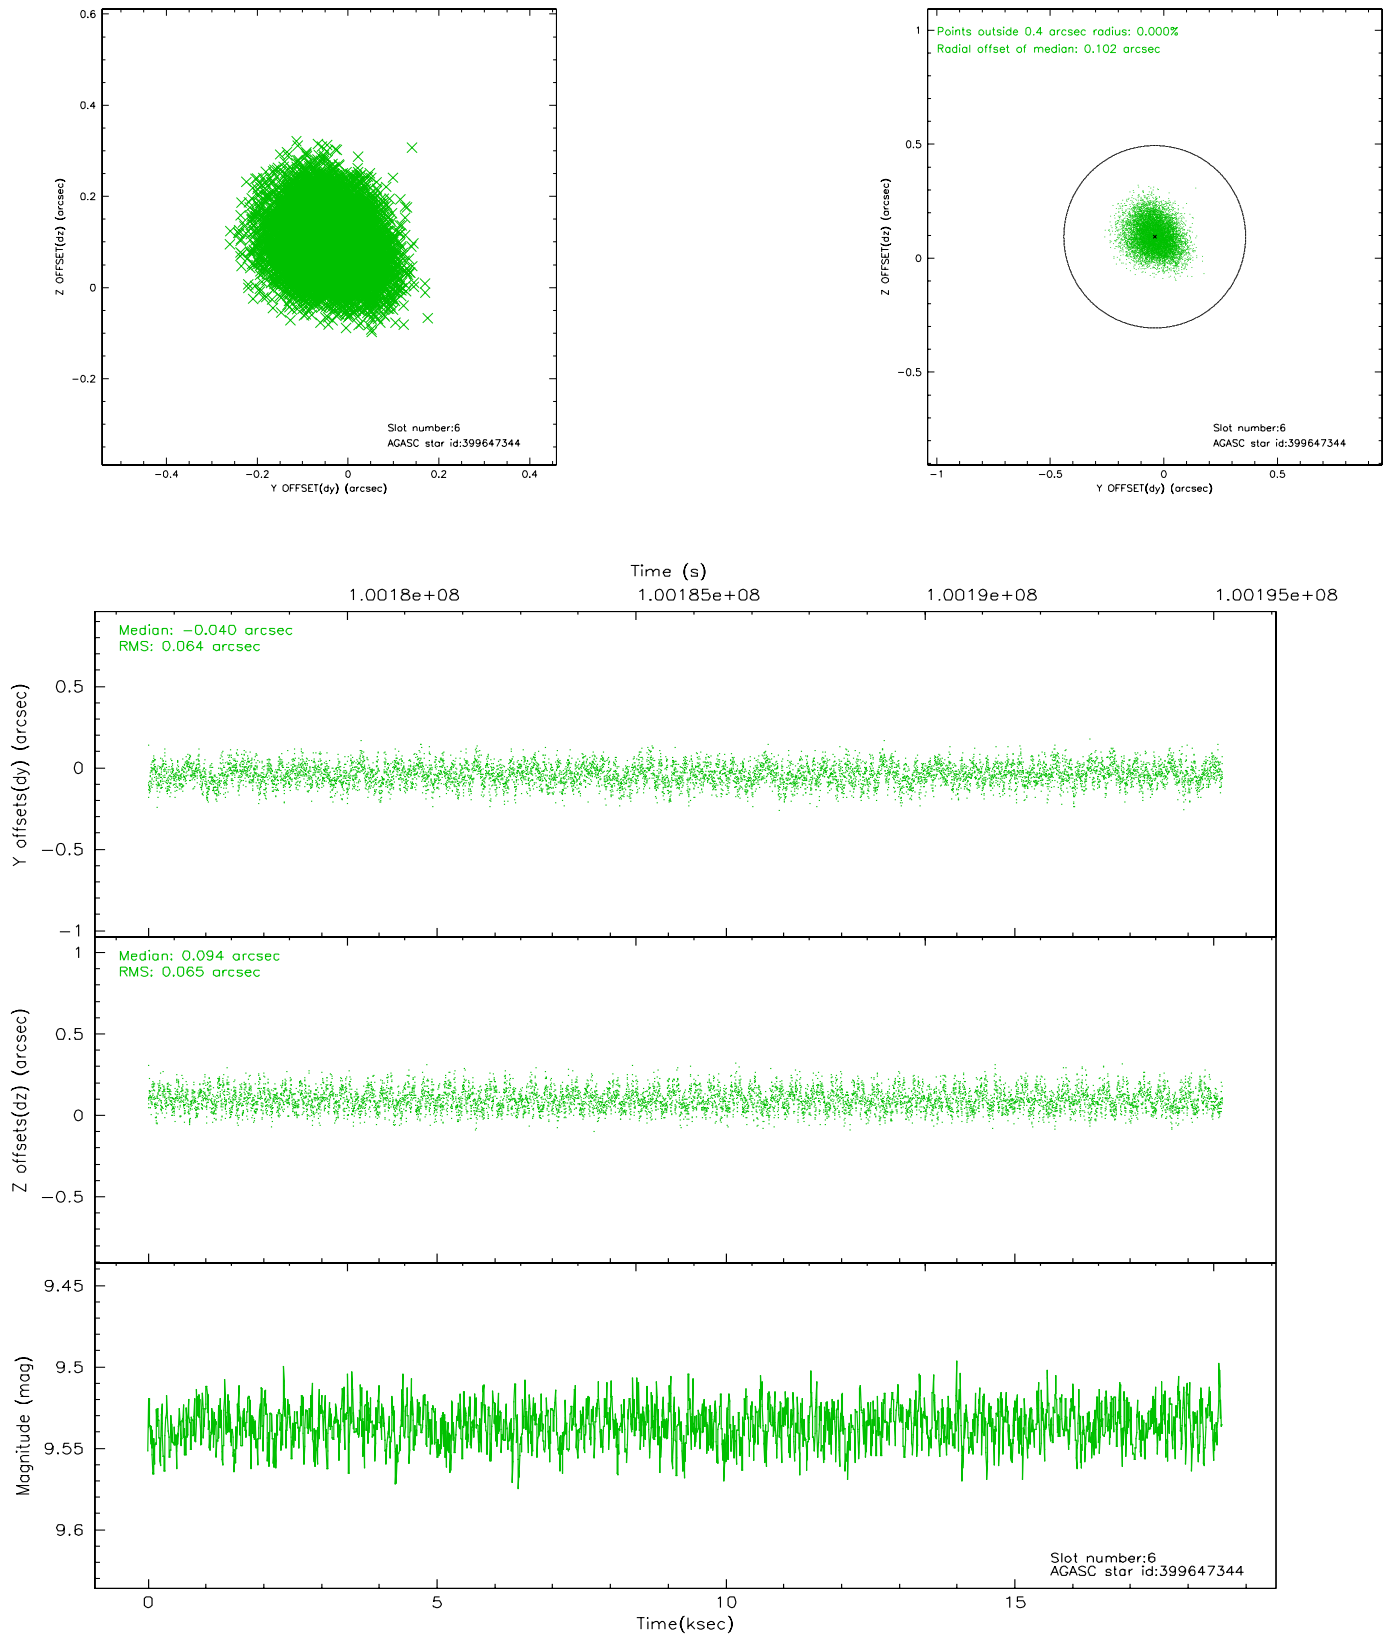 0.6
0.4
0.2
0
−0.2
−0.4
−0.2
0
0.2
0.4
Z OFFSET(dz) (arcsec)
Y OFFSET(dy) (arcsec)
Slot number:6
AGASC star id:399647344
Points outside 0.4 arcsec radius: 0.000%
Radial offset of median: 0.102 arcsec
1
0.5
0
−0.5
−1
−0.5
0
0.5
Z OFFSET(dz) (arcsec)
Y OFFSET(dy) (arcsec)
Slot number:6
AGASC star id:399647344
Time (s)
1.0018e+08
1.00185e+08
1.0019e+08
1.00195e+08
Median: −0.040 arcsec
RMS: 0.064 arcsec
0.5
0
−0.5
−1
Y offsets(dy) (arcsec)
Median: 0.094 arcsec
RMS: 0.065 arcsec
1
0.5
0
−0.5
Z offsets(dz) (arcsec)
9.45
9.5
9.55
9.6
Magnitude (mag)
Slot number:6
AGASC star id:399647344
0
5
10
15
Time(ksec)